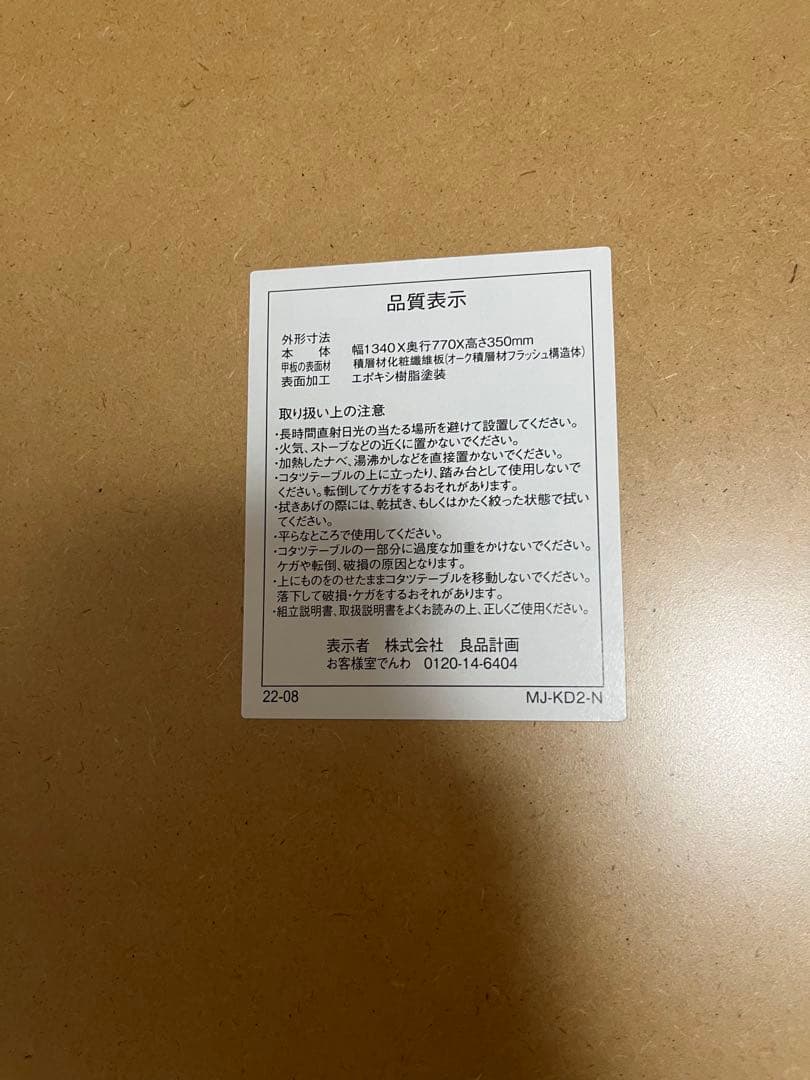 品質表示
外形寸法
本　体　幅1340X奥行770X高さ350mm
甲板の表面材　積層材化粧繊維板(オーク積層材フラッシュ構造体)
表面加工　エポキシ樹脂塗装
取り扱い上の注意
・長時間直射日光の当たる場所を避けて設置してください。
・火気、ストーブなどの近くに置かないでください。
・加熱したナベ、湯沸かしなどを直接置かないでください。
・コタツテーブルの上に立ったり、踏み台として使用しないで
ください。転倒してケガをするおそれがあります。
・拭きあげの際には、乾拭き、もしくはかたく絞った状態で拭い
てください。
・平らなところで使用してください。
・コタツテーブルの一部分に過度な加重をかけないでください。
ケガや転倒、破損の原因となります。
・上にものをのせたままコタツテーブルを移動しないでください。
落下して破損・ケガをするおそれがあります。
・組立説明書、取扱説明書をよくお読みの上、正しくご使用ください。
表示者　株式会社　良品計画
お客様室でんわ　0120-14-6404
22-08　MJ-KD2-N